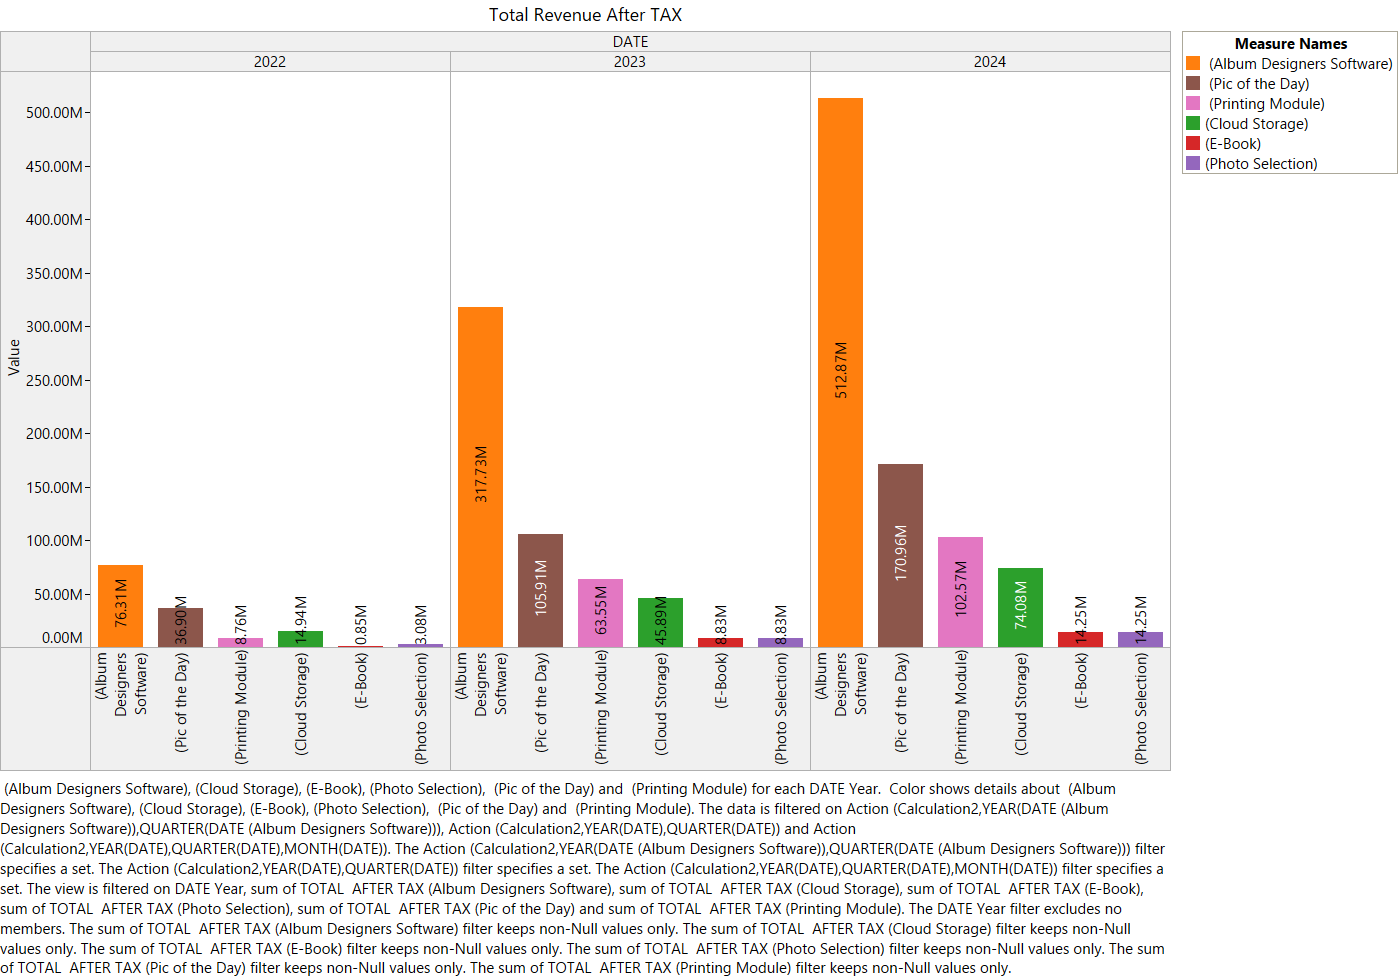 Total Revenue After TAX
DATE
2022
2023
2024
Measure Names
(Album Designers Software)
(Pic of the Day)
(Printing Module)
(Cloud Storage)
(E-Book)
(Photo Selection)
Value
500.00M
450.00M
400.00M
350.00M
300.00M
250.00M
200.00M
150.00M
100.00M
50.00M
0.00M
76.31M
36.90M
8.76M
14.94M
0.85M
3.08M
317.73M
105.91M
63.55M
45.89M
8.83M
8.83M
512.87M
170.96M
102.57M
74.08M
14.25M
14.25M
(Album
Designers
Software)
(Pic of the Day)
(Printing Module)
(Cloud Storage)
(E-Book)
(Photo Selection)
(Album
Designers
Software)
(Pic of the Day)
(Printing Module)
(Cloud Storage)
(E-Book)
(Photo Selection)
(Album
Designers
Software)
(Pic of the Day)
(Printing Module)
(Cloud Storage)
(E-Book)
(Photo Selection)
(Album Designers Software), (Cloud Storage), (E-Book), (Photo Selection),  (Pic of the Day) and  (Printing Module) for each DATE Year.  Color shows details about  (Album
Designers Software), (Cloud Storage), (E-Book), (Photo Selection),  (Pic of the Day) and  (Printing Module). The data is filtered on Action (Calculation2,YEAR(DATE (Album
Designers Software)),QUARTER(DATE (Album Designers Software))), Action (Calculation2,YEAR(DATE),QUARTER(DATE)) and Action
(Calculation2,YEAR(DATE),QUARTER(DATE),MONTH(DATE)). The Action (Calculation2,YEAR(DATE (Album Designers Software)),QUARTER(DATE (Album Designers Software))) filter
specifies a set. The Action (Calculation2,YEAR(DATE),QUARTER(DATE)) filter specifies a set. The Action (Calculation2,YEAR(DATE),QUARTER(DATE),MONTH(DATE)) filter specifies a
set. The view is filtered on DATE Year, sum of TOTAL  AFTER TAX (Album Designers Software), sum of TOTAL  AFTER TAX (Cloud Storage), sum of TOTAL  AFTER TAX (E-Book),
sum of TOTAL  AFTER TAX (Photo Selection), sum of TOTAL  AFTER TAX (Pic of the Day) and sum of TOTAL  AFTER TAX (Printing Module). The DATE Year filter excludes no
members. The sum of TOTAL  AFTER TAX (Album Designers Software) filter keeps non-Null values only. The sum of TOTAL  AFTER TAX (Cloud Storage) filter keeps non-Null
values only. The sum of TOTAL  AFTER TAX (E-Book) filter keeps non-Null values only. The sum of TOTAL  AFTER TAX (Photo Selection) filter keeps non-Null values only. The sum
of TOTAL  AFTER TAX (Pic of the Day) filter keeps non-Null values only. The sum of TOTAL  AFTER TAX (Printing Module) filter keeps non-Null values only.